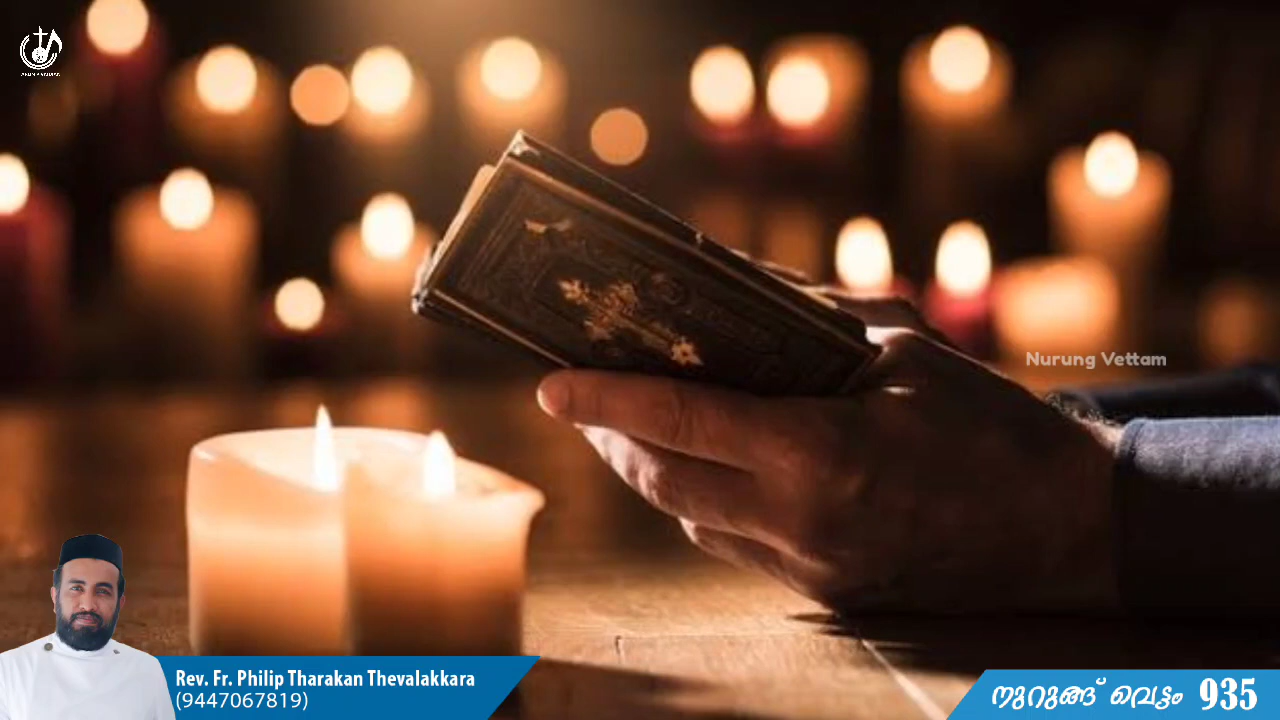 Nurung Vettam
Rev. Fr. Philip Tharakan Thevalakkara
(9447067819)
നുറുങ്ങ് വെട്ടം 935